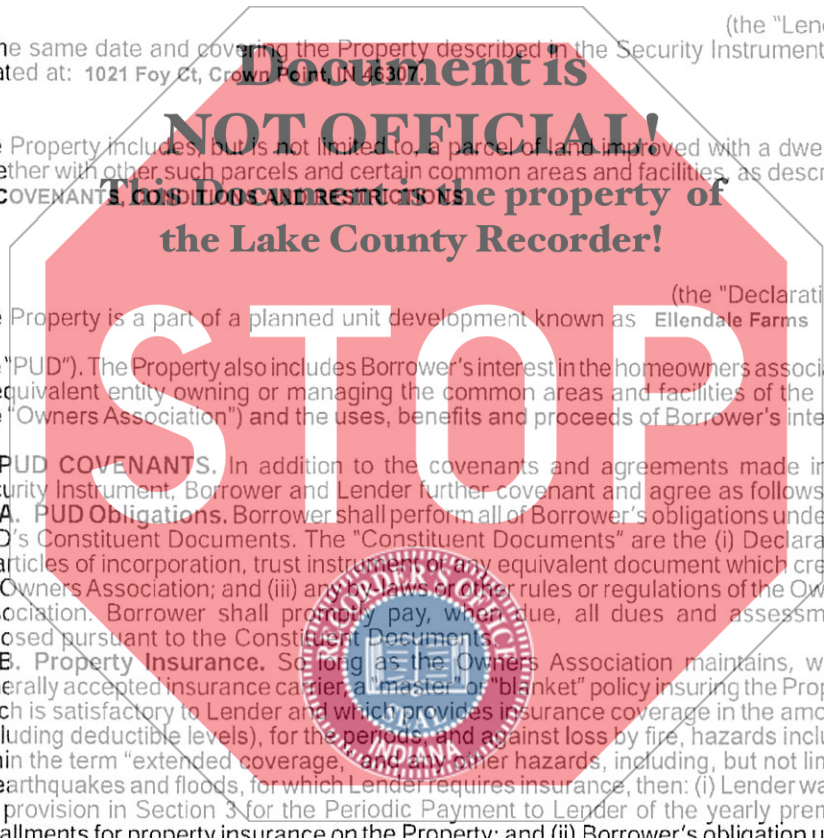 (the "Lend
he same date and covering the Property described in the Security Instrument
ated at: 1021 Foy Ct, Crown Point, IN 46307.
Document is
NOT OFFICIAL!
Property includes, but is not limited to, a parcel of land improved with a dwe
ether with other such parcels and certain common areas and facilities, as descr
COVENANTS, CONDITIONS AND RESTRICTIONS
This Document is the property of
the Lake County Recorder!
(the "Declarati
Property is a part of a planned unit development known as Ellendale Farms
STOP
"PUD"). The Property also includes Borrower's interest in the homeowners associa
equivalent entity owning or managing the common areas and facilities of the
"Owners Association") and the uses, benefits and proceeds of Borrower's inte
PUD COVENANTS. In addition to the covenants and agreements made in
urity Instrument, Borrower and Lender further covenant and agree as follows
A. PUD Obligations. Borrower shall perform all of Borrower's obligations unde
D's Constituent Documents. The "Constituent Documents" are the (i) Declara
articles of incorporation, trust instrument or any equivalent document which cre
Owners Association; and (iii) any by-laws or other rules or regulations of the Ow
ociation. Borrower shall promptly pay, when due, all dues and assessm
osed pursuant to the Constituent Documents.
B. Property Insurance. So long as the Owners Association maintains, w
erally accepted insurance carrier, a "master" or "blanket" policy insuring the Prop
ch is satisfactory to Lender and which provides insurance coverage in the amo
luding deductible levels), for the periods, and against loss by fire, hazards inclu
in the term "extended coverage," and any other hazards, including, but not lim
earthquakes and floods, for which Lender requires insurance, then: (i) Lender wa
provision in Section 3 for the Periodic Payment to Lender of the yearly prem
allments for property insurance on the Property; and (ii) Borrower's obligation u
RECORDER'S OFFICE
SEAL
INDIANA